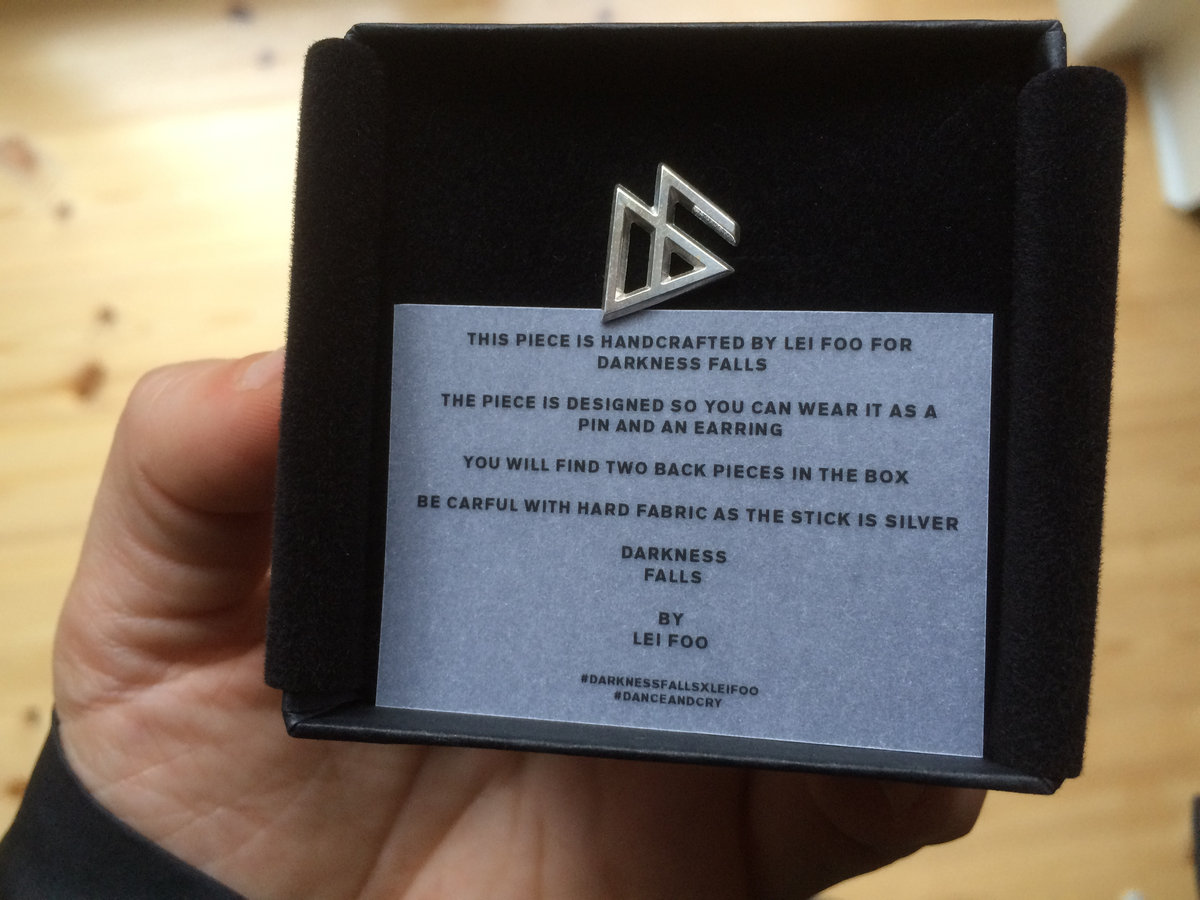 THIS PIECE IS HANDCRAFTED BY LEI FOO FOR
DARKNESS FALLS
THE PIECE IS DESIGNED SO YOU CAN WEAR IT AS A
PIN AND AN EARRING
YOU WILL FIND TWO BACK PIECES IN THE BOX
BE CARFUL WITH HARD FABRIC AS THE STICK IS SILVER
DARKNESS
FALLS
BY
LEI FOO
#DARKNESSFALLSXLEIFOO
#DANCEANDCRY